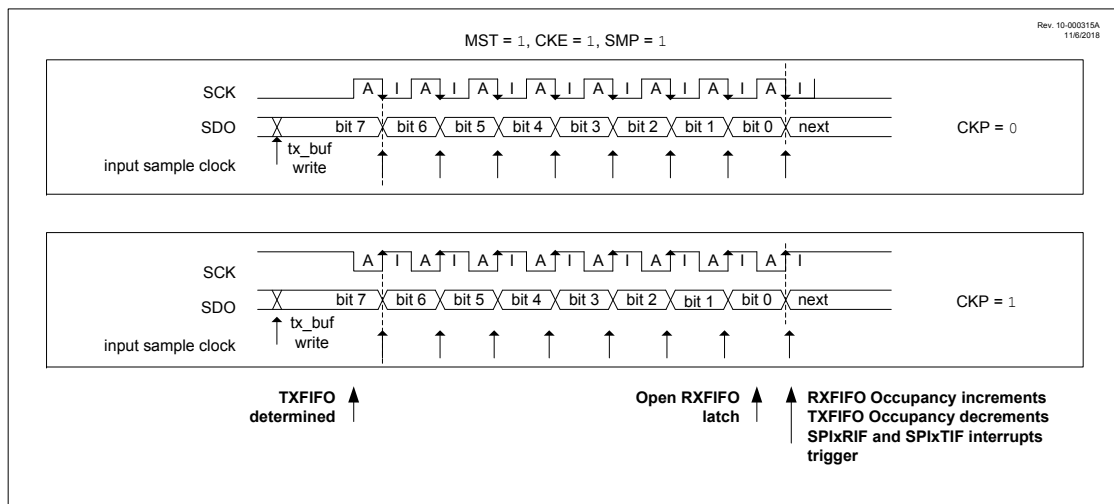 Rev. 10-000315A
11/6/2018
MST = 1, CKE = 1, SMP = 1
SCK
A I A I A I A I A I A I A I A I
SDO
bit 7 bit 6 bit 5 bit 4 bit 3 bit 2 bit 1 bit 0 next
CKP = 0
tx_buf
write
input sample clock
SCK
A I A I A I A I A I A I A I A I
SDO
bit 7 bit 6 bit 5 bit 4 bit 3 bit 2 bit 1 bit 0 next
CKP = 1
tx_buf
write
input sample clock
TXFIFO
determined
Open RXFIFO
latch
RXFIFO Occupancy increments
TXFIFO Occupancy decrements
SPIxRIF and SPIxTIF interrupts
trigger